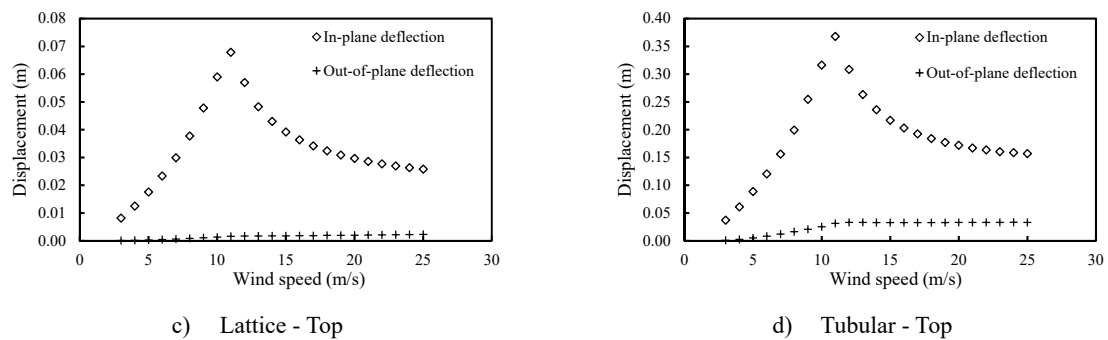 0.08
0.07
0.06
0.05
0.04
0.03
0.02
0.01
0.00
Displacement (m)
In-plane deflection
Out-of-plane deflection
0 5 10 15 20 25 30
Wind speed (m/s)
c) Lattice - Top
0.40
0.35
0.30
0.25
0.20
0.15
0.10
0.05
0.00
Displacement (m)
In-plane deflection
Out-of-plane deflection
0 5 10 15 20 25 30
Wind speed (m/s)
d) Tubular - Top